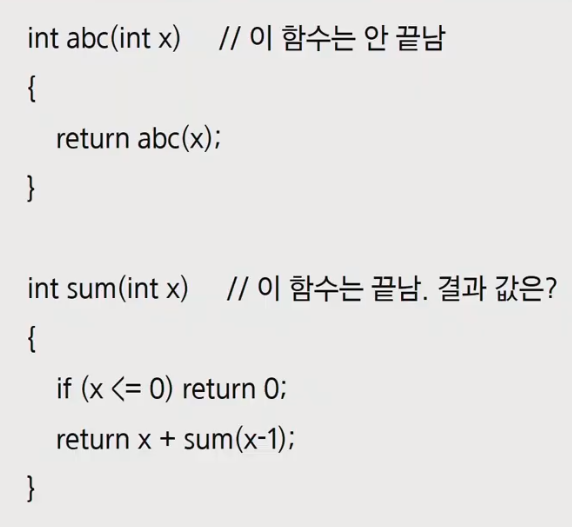 int abc(int x) // 이 함수는 안 끝남
{
return abc(x);
}
int sum(int x) // 이 함수는 끝남. 결과 값은?
{
if (x <= 0) return 0;
return x + sum(x-1);
}